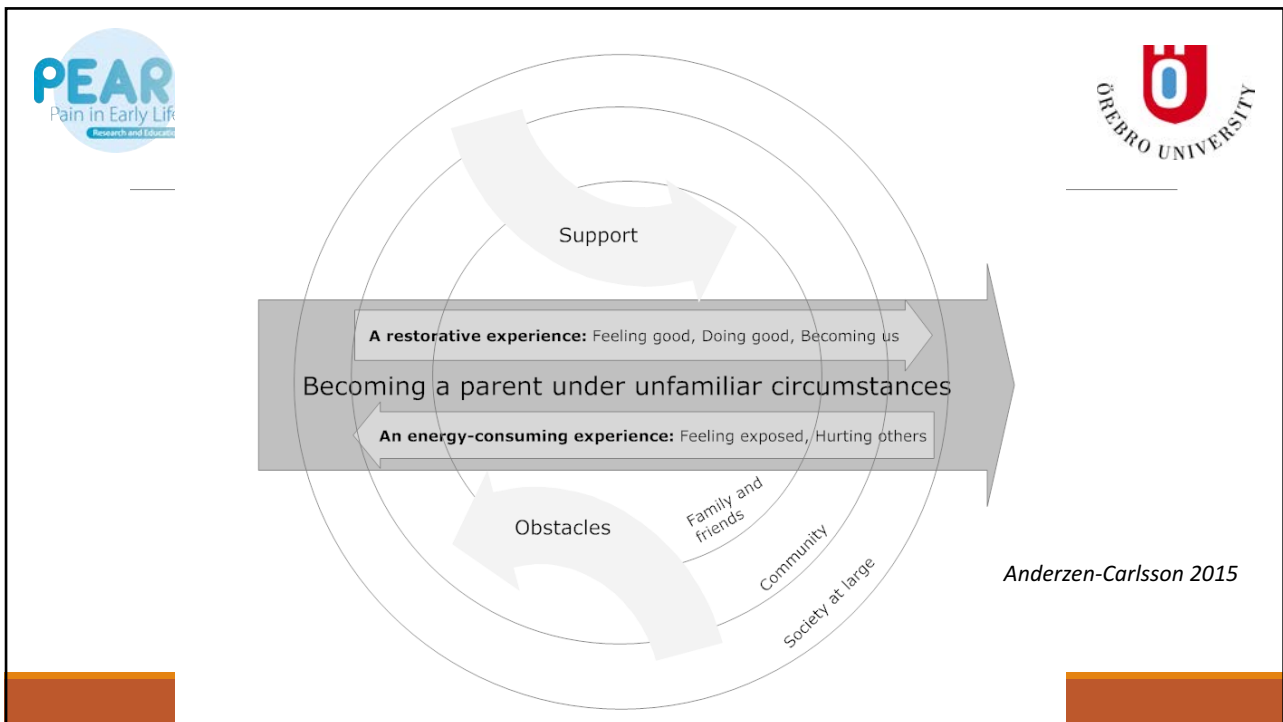 PEARL
Pain in Early Life
Research and Education
ÖREBRO UNIVERSITY
Support
A restorative experience: Feeling good, Doing good, Becoming us
Becoming a parent under unfamiliar circumstances
An energy-consuming experience: Feeling exposed, Hurting others
Obstacles
Family and
friends
Community
Society at large
Anderzen-Carlsson 2015